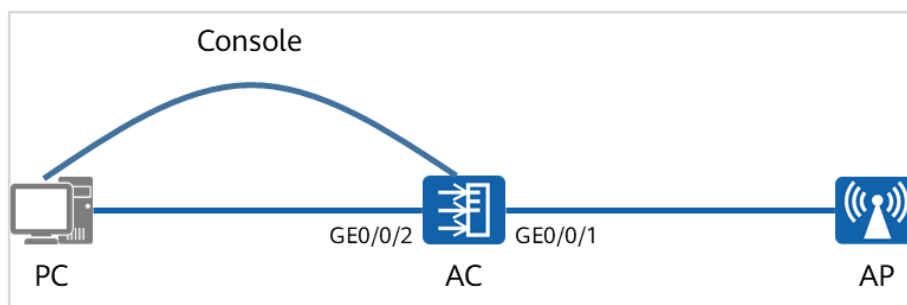 Console
GE0/0/2
GE0/0/1
PC
AC
AP